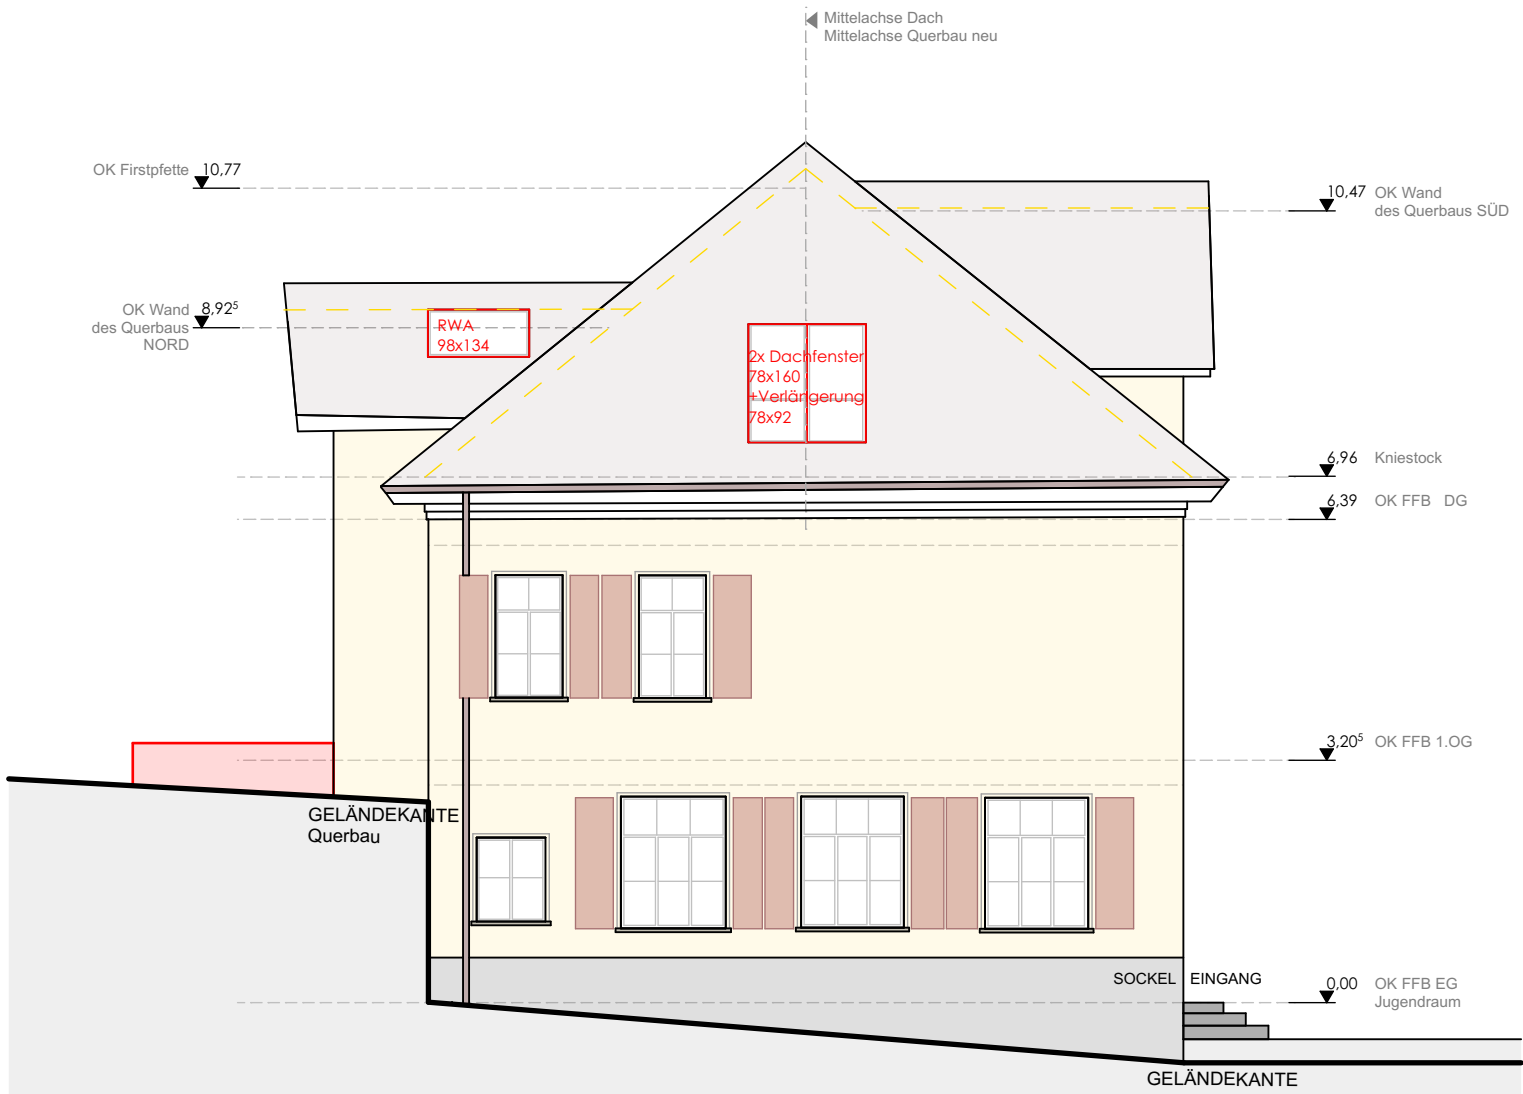 Mittelachse Dach
Mittelachse Querbau neu
OK Firstpfette 10,77
10,47 OK Wand
des Querbaus SÜD
OK Wand 8,92⁵
des Querbaus
NORD
RWA
98x134
2x Dachfenster
78x160
+Verlängerung
78x92
6,96 Kniestock
6,39 OK FFB DG
3,20⁵ OK FFB 1.OG
GELÄNDEKANTE
Querbau
SOCKEL EINGANG
0,00 OK FFB EG
Jugendraum
GELÄNDEKANTE